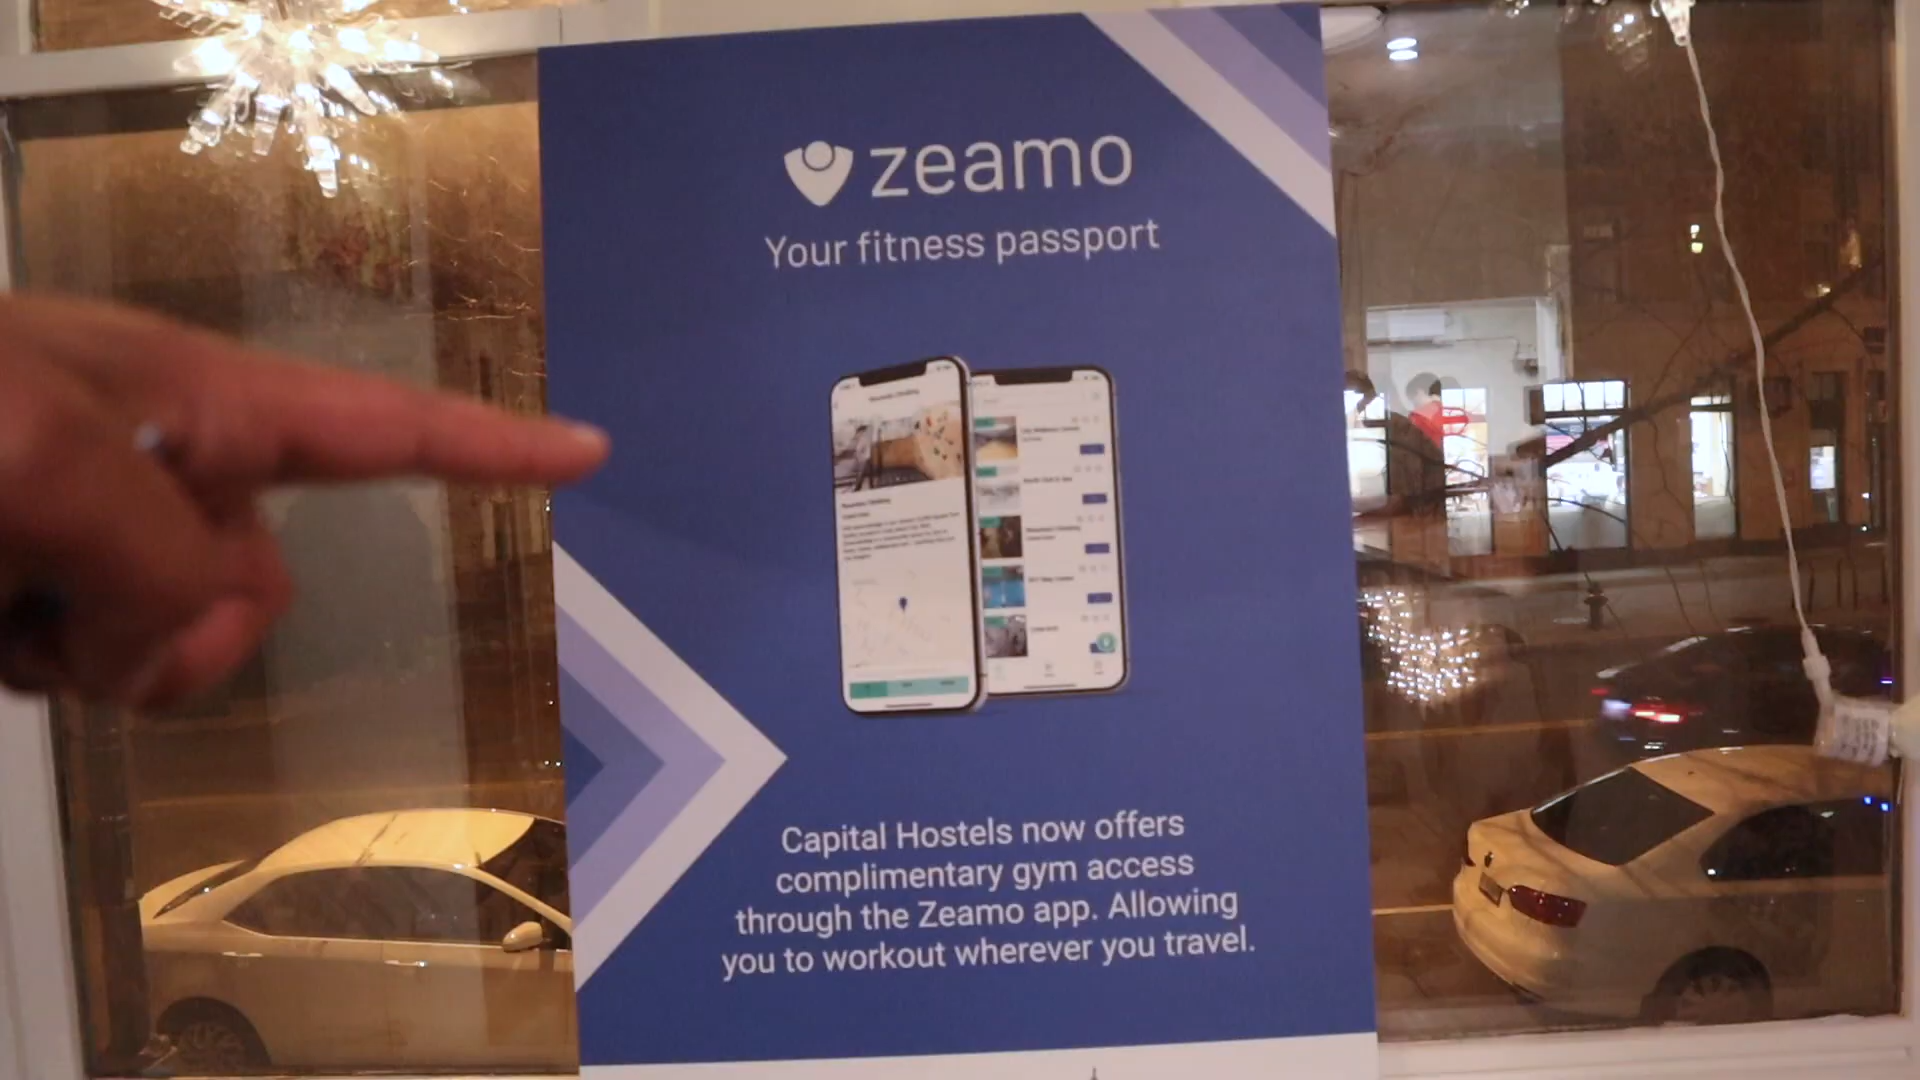 zeamo
Your fitness passport
Capital Hostels now offers
complimentary gym access
through the Zeamo app. Allowing
you to workout wherever you travel.